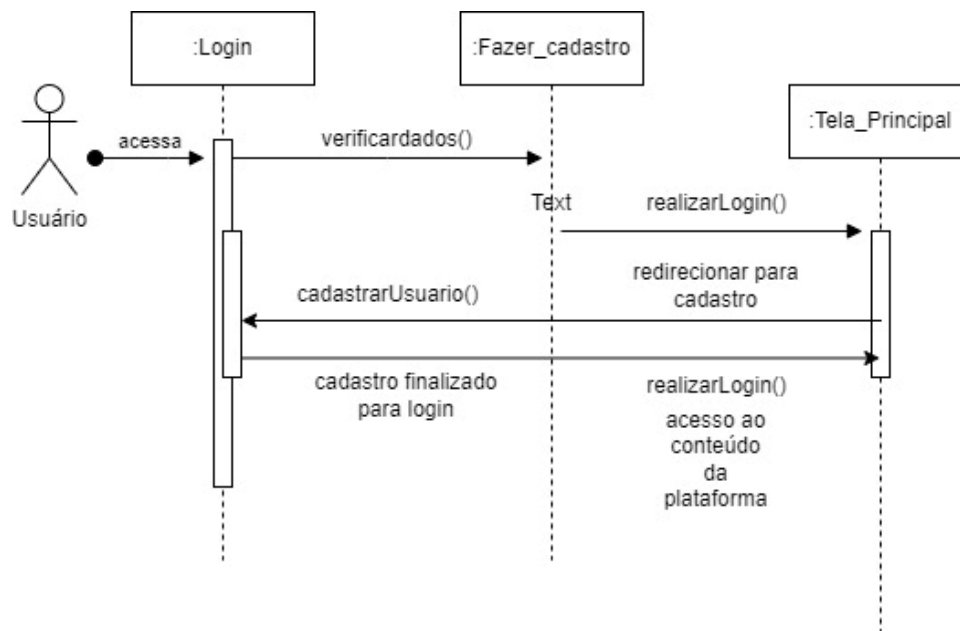 :Login
:Fazer_cadastro
:Tela_Principal
acessa
verificardados()
Usuário
Text
realizarLogin()
redirecionar para
cadastro
cadastrarUsuario()
cadastro finalizado
para login
realizarLogin()
acesso ao
conteúdo
da
plataforma